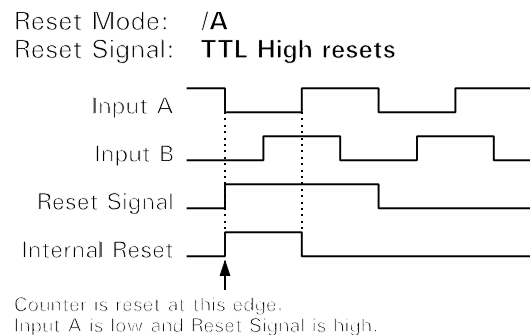 Reset Mode: /A
Reset Signal: TTL High resets
Input A
Input B
Reset Signal
Internal Reset
Counter is reset at this edge.
Input A is low and Reset Signal is high.